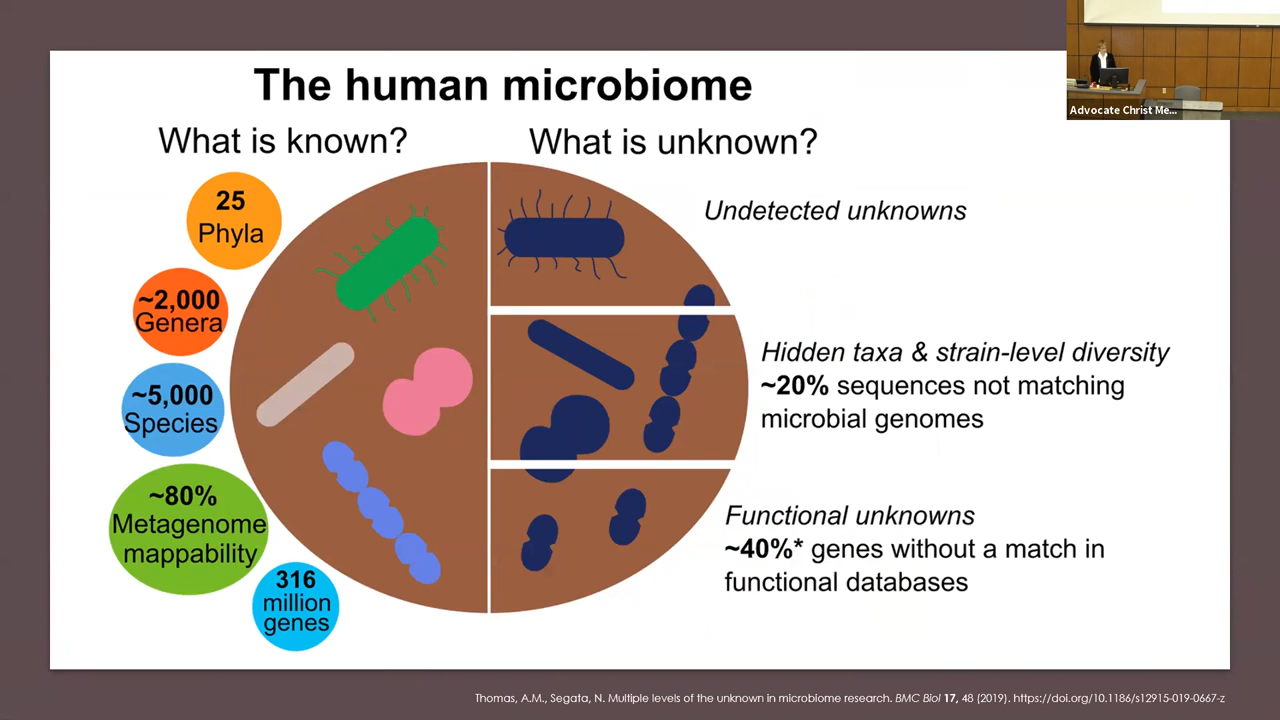 The human microbiome
What is known?
What is unknown?
25
Phyla
~2,000
Genera
~5,000
Species
~80%
Metagenome
mappability
316
million
genes
Undetected unknowns
Hidden taxa & strain-level diversity
~20% sequences not matching
microbial genomes
Functional unknowns
~40%* genes without a match in
functional databases
Advocate Christ Me...
Thomas, A.M., Segata, N. Multiple levels of the unknown in microbiome research. BMC Biol 17, 48 (2019). https://doi.org/10.1186/s12915-019-0667-z